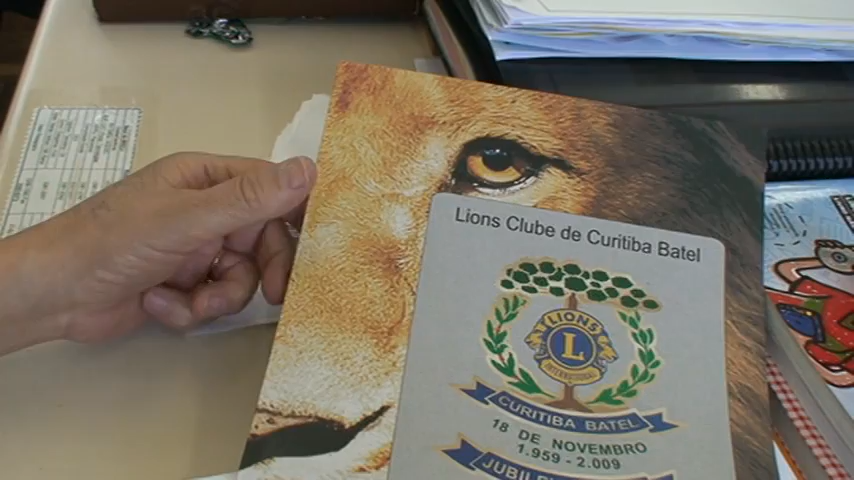 Lions Clube de Curitiba Batel
LIONS
L
INTERNATIONAL
CURITIBA BATEL
18 DE NOVEMBRO
1.959 - 2.009